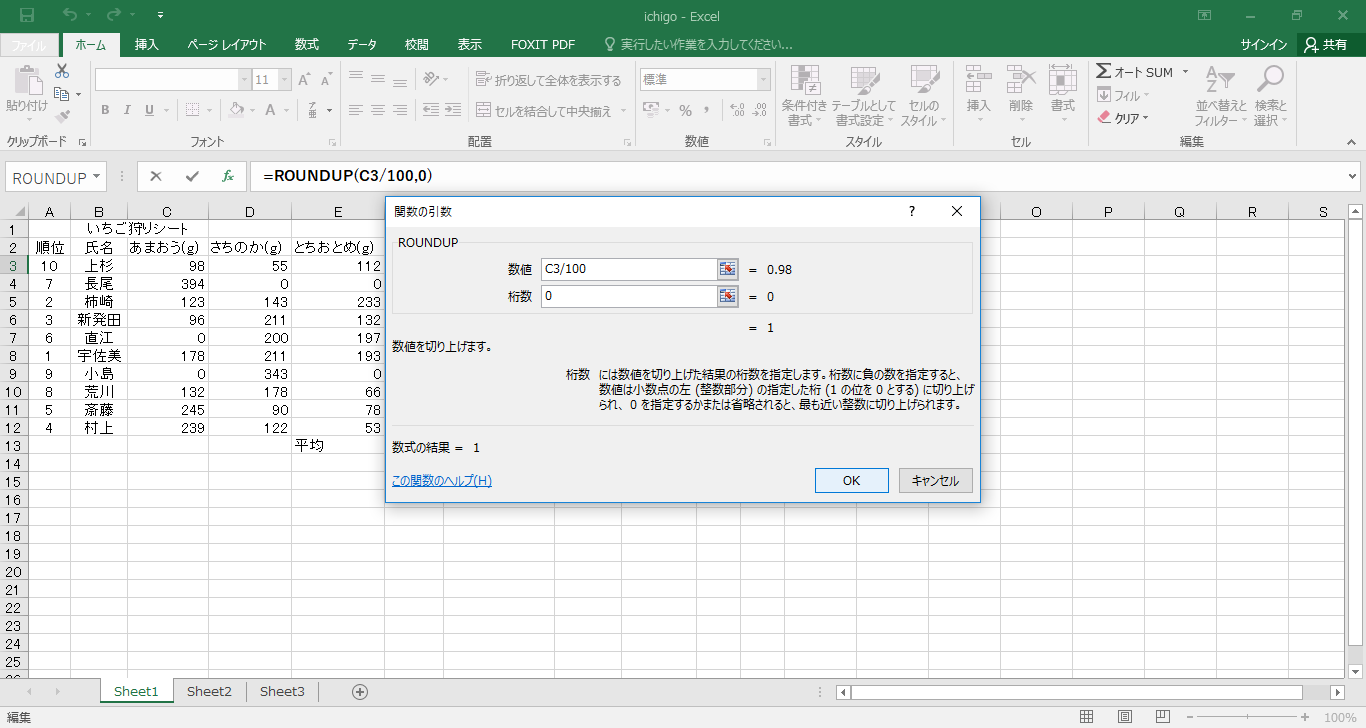 ichigo - Excel
ファイル ホーム 挿入 ページ レイアウト 数式 データ 校閲 表示 FOXIT PDF 実行したい作業を入力してください... サインイン 共有
貼り付け
11 A A
折り返して全体を表示する
標準
条件付き書式
テーブルとして書式設定
セルのスタイル
挿入 削除 書式
オート SUM
フィル
クリア
並べ替えとフィルター
検索と選択
B I U A
セルを結合して中央揃え
% ,
クリップボード フォント 配置 数値 スタイル セル 編集
ROUNDUP fx =ROUNDUP(C3/100,0)
A B C D E O P Q R S
1 いちご狩りシート
2 順位 氏名 あまおう(g) さちのか(g) とちおとめ(g)
3 10 上杉 98 55 112
4 7 長尾 394 0 0
5 2 柿崎 123 143 233
6 3 新発田 96 211 132
7 6 直江 0 200 197
8 1 宇佐美 178 211 193
9 9 小島 0 343 0
10 8 荒川 132 178 66
11 5 斎藤 245 90 78
12 4 村上 239 122 53
13 平均
14
15
16
17
18
19
20
21
22
23
24
25
関数の引数 ?
ROUNDUP
数値 C3/100 = 0.98
桁数 0 = 0
= 1
数値を切り上げます。
桁数 には数値を切り上げた結果の桁数を指定します。桁数に負の数を指定すると、
数値は小数点の左 (整数部分) の指定した桁 (1 の位を 0 とする) に切り上げ
られ、0 を指定するかまたは省略されると、最も近い整数に切り上げられます。
数式の結果 = 1
この関数のヘルプ(H)
OK キャンセル
Sheet1 Sheet2 Sheet3
編集 100%